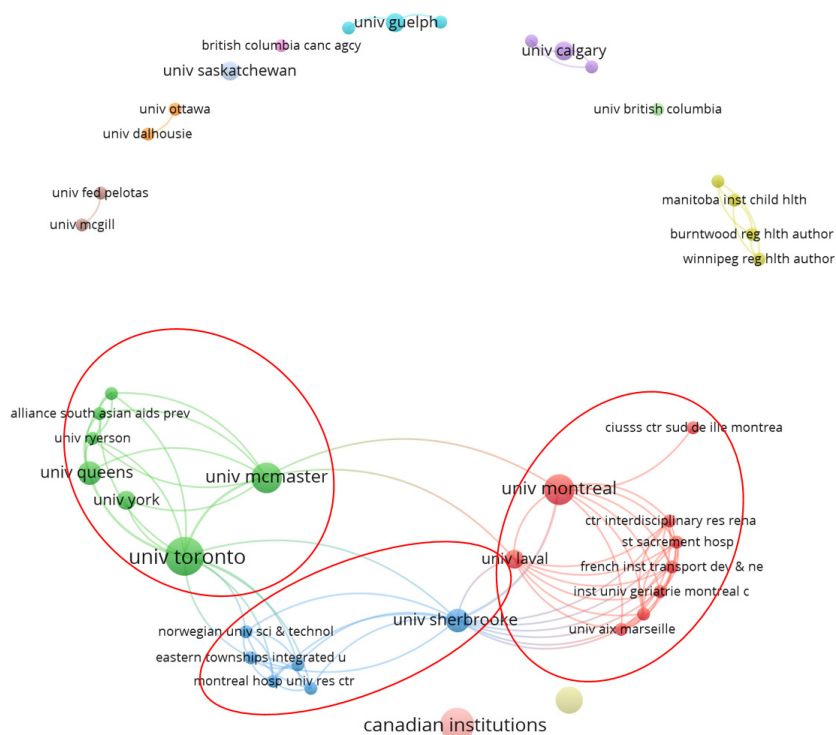 univ guelph
british columbia canc agcy
univ calgary
univ saskatchewan
univ ottawa
univ british columbia
univ dalhousie
univ fed pelotas
manitoba inst child hlth
univ mcgill
burntwood reg hlth author
winnipeg reg hlth author
alliance south asian aids prev
univ ryerson
univ queens
univ mcmaster
univ york
univ toronto
ciusss ctr sud de ille montrea
univ montreal
ctr interdisciplinary res rena
st sacrement hosp
univ laval
french inst transport dev & ne
inst univ geriatrie montreal c
univ aix marseille
univ sherbrooke
norwegian univ sci & technol
eastern townships integrated u
montreal hosp univ res ctr
canadian institutions